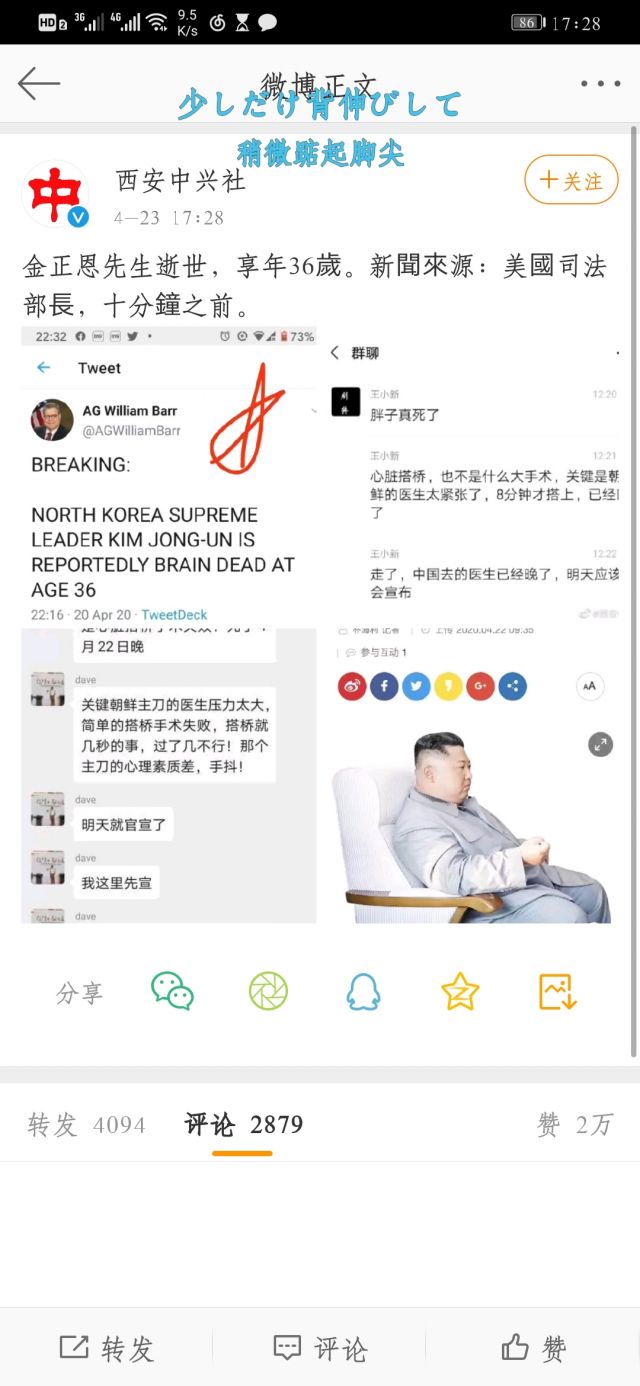 HD 2 3G 4G 9.5 K/s 86 17:28
微博正文
少しだけ背伸びして
稍微踮起脚尖
西安中兴社
+关注
4-23 17:28
金正恩先生逝世，享年36歲。新聞來源：美國司法
部長，十分鐘之前。
22:32 73%
Tweet
AG William Barr
@AGWilliamBarr
BREAKING:
NORTH KOREA SUPREME
LEADER KIM JONG-UN IS
REPORTEDLY BRAIN DEAD AT
AGE 36
22:16 · 20 Apr 20 · TweetDeck
群聊
王小新 12:20
胖子真死了
王小新 12:21
心脏搭桥，也不是什么大手术，关键是朝
鲜的医生太紧张了，8分钟才搭上，已经
了
王小新 12:22
走了，中国去的医生已经晚了，明天应该
会宣布
月22日晚
dave
关键朝鲜主刀的医生压力太大，
简单的搭桥手术失败，搭桥就
几秒的事，过了几不行！那个
主刀的心理素质差，手抖！
dave
明天就官宣了
dave
我这里先宣
dave
2020.04.22 09:35
参与互动 1
G+
AA
分享
转发 4094 评论 2879 赞 2万
转发 评论 赞